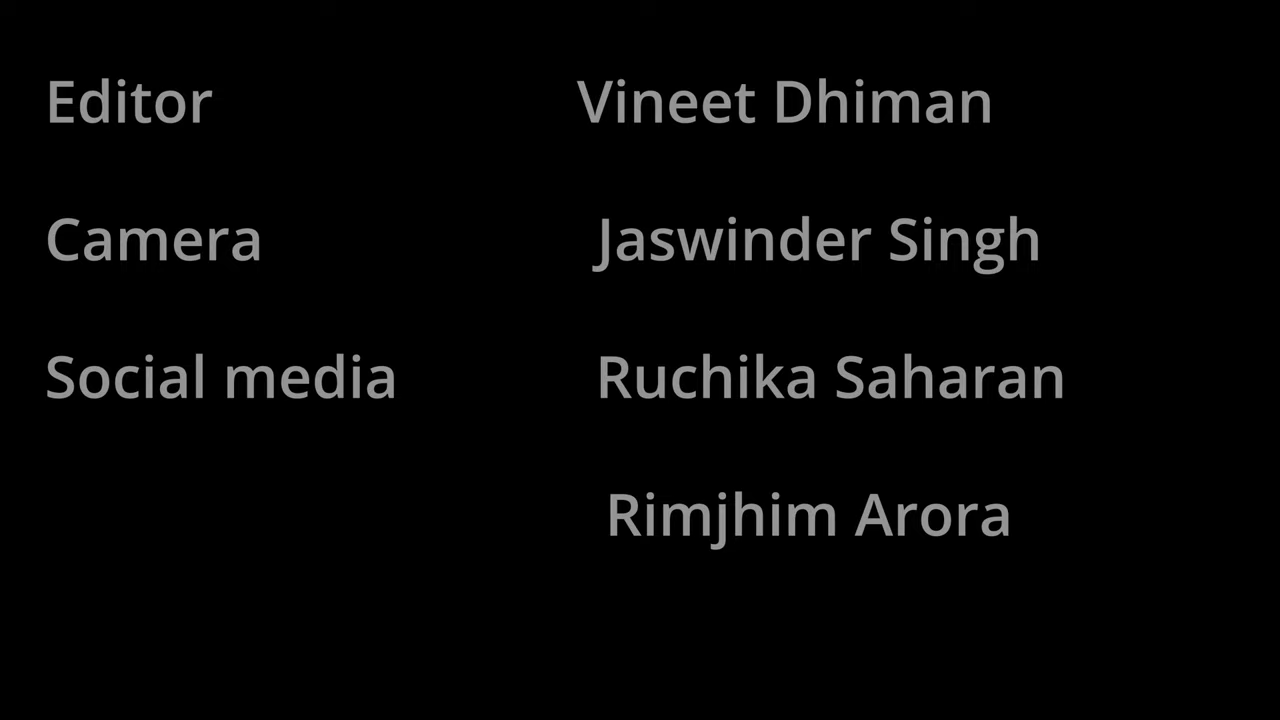 Editor Vineet Dhiman
Camera Jaswinder Singh
Social media Ruchika Saharan
Rimjhim Arora